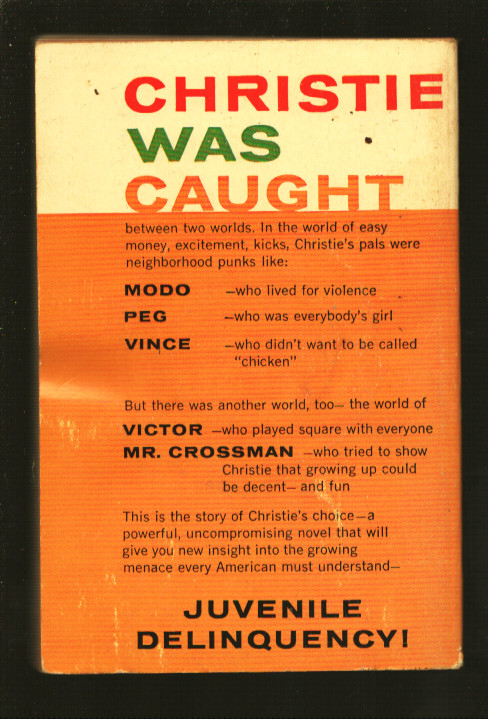 CHRISTIE
WAS
CAUGHT
between two worlds. In the world of easy
money, excitement, kicks, Christie's pals were
neighborhood punks like:
MODO —who lived for violence
PEG —who was everybody's girl
VINCE —who didn't want to be called
"chicken"
But there was another world, too— the world of
VICTOR —who played square with everyone
MR. CROSSMAN —who tried to show
Christie that growing up could
be decent— and fun
This is the story of Christie's choice—a
powerful, uncompromising novel that will
give you new insight into the growing
menace every American must understand—
JUVENILE
DELINQUENCY!